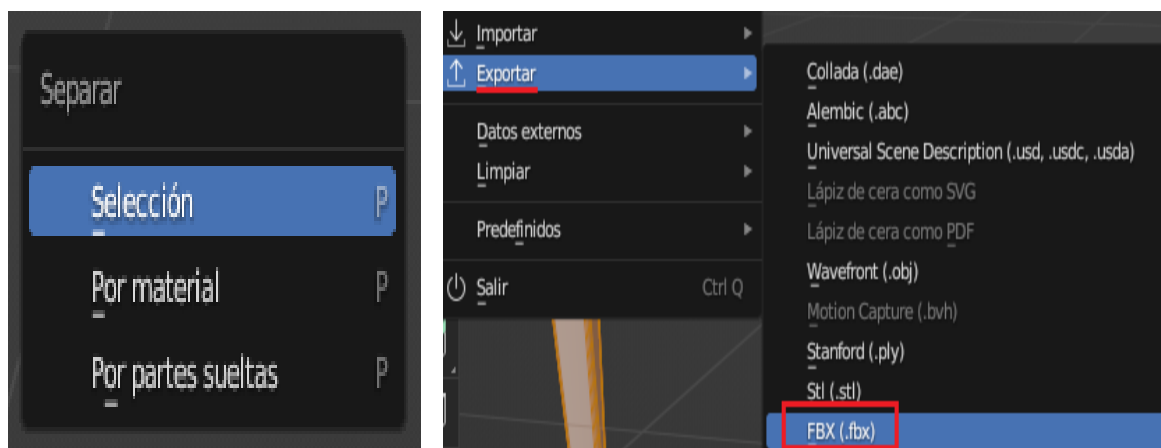 Separar
Selección P
Por material P
Por partes sueltas P
Importar
Exportar
Datos externos
Limpiar
Predefinidos
Salir Ctrl Q
Collada (.dae)
Alembic (.abc)
Universal Scene Description (.usd, .usdc, .usda)
Lápiz de cera como SVG
Lápiz de cera como PDF
Wavefront (.obj)
Motion Capture (.bvh)
Stanford (.ply)
Stl (.stl)
FBX (.fbx)